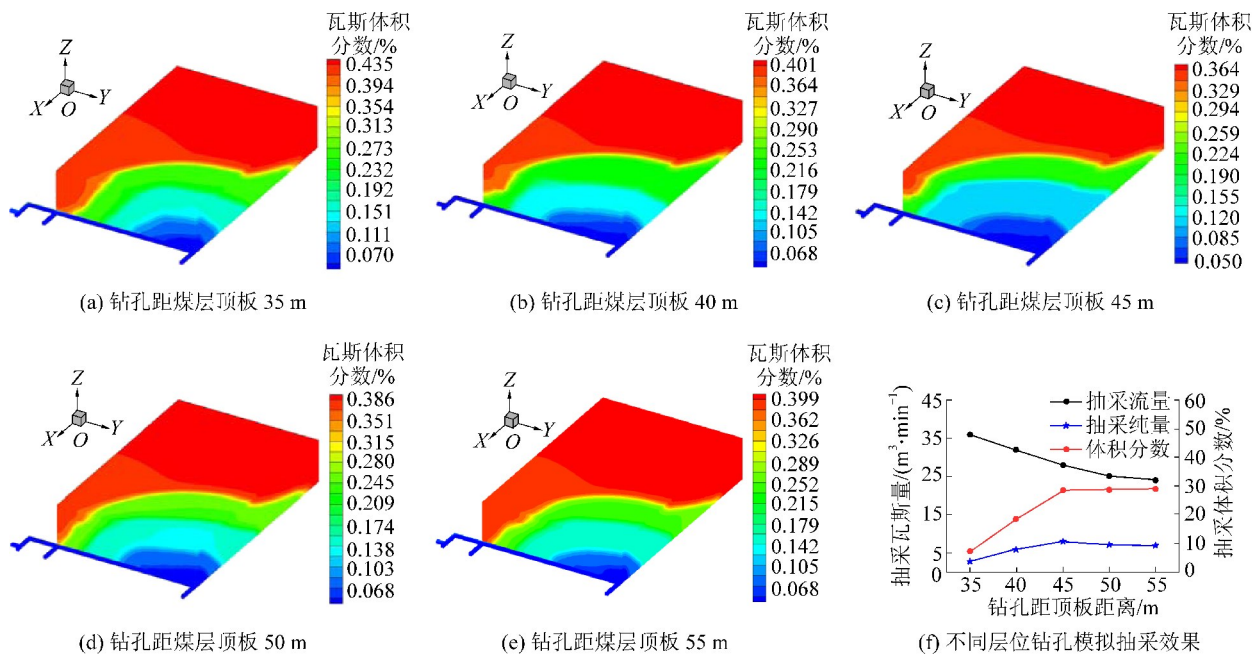 瓦斯体积
分数/%
0.435
0.394
0.354
0.313
0.273
0.232
0.192
0.151
0.111
0.070
Z
X
O
Y
(a) 钻孔距煤层顶板 35 m
瓦斯体积
分数/%
0.401
0.364
0.327
0.290
0.253
0.216
0.179
0.142
0.105
0.068
Z
X
O
Y
(b) 钻孔距煤层顶板 40 m
瓦斯体积
分数/%
0.364
0.329
0.294
0.259
0.224
0.190
0.155
0.120
0.085
0.050
Z
X
O
Y
(c) 钻孔距煤层顶板 45 m
瓦斯体积
分数/%
0.386
0.351
0.315
0.280
0.245
0.209
0.174
0.138
0.103
0.068
Z
X
O
Y
(d) 钻孔距煤层顶板 50 m
瓦斯体积
分数/%
0.399
0.362
0.326
0.289
0.252
0.215
0.178
0.142
0.105
0.068
Z
X
O
Y
(e) 钻孔距煤层顶板 55 m
抽采瓦斯量/(m³·min⁻¹)
45
35
25
15
5
0
抽采流量
抽采纯量
体积分数
60
50
40
30
20
10
0
抽采体积分数/%
35 40 45 50 55
钻孔距顶板距离/m
(f) 不同层位钻孔模拟抽采效果